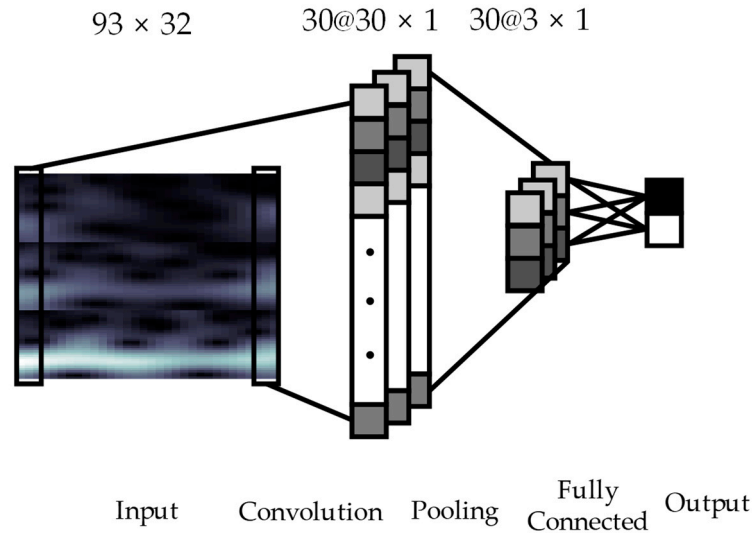 93 × 32
30@30 × 1
30@3 × 1
Input
Convolution
Pooling
Fully
Connected
Output